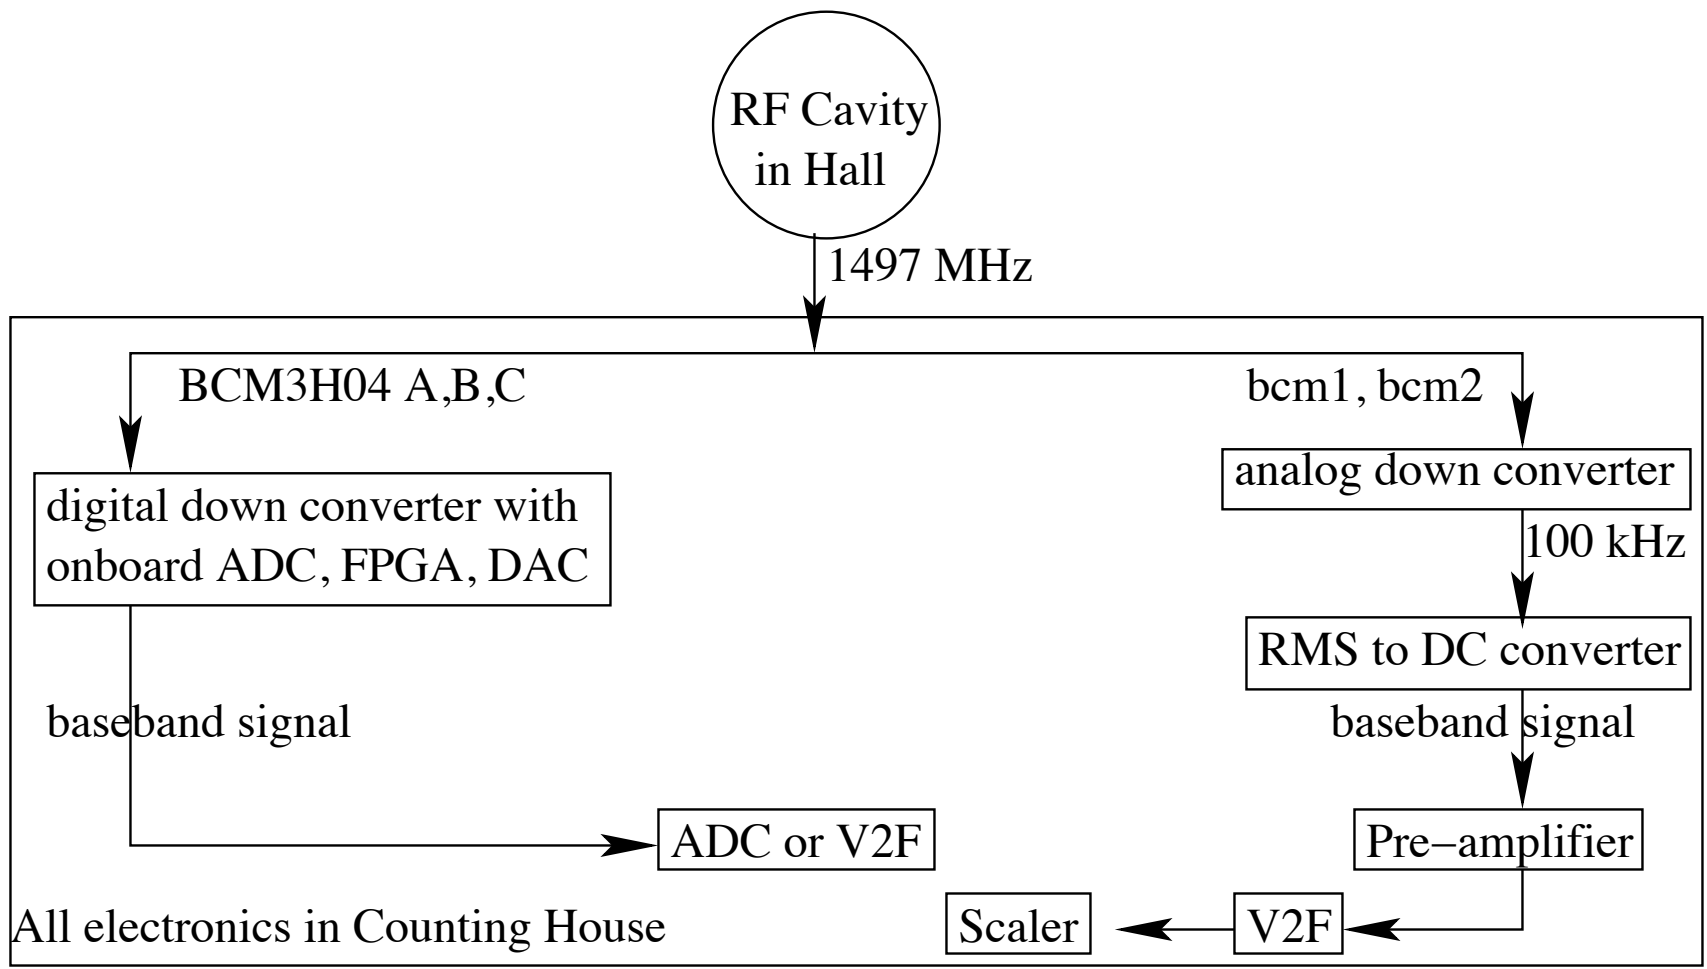 RF Cavity
in Hall
1497 MHz
BCM3H04 A,B,C
bcm1, bcm2
digital down converter with
onboard ADC, FPGA, DAC
analog down converter
100 kHz
RMS to DC converter
baseband signal
baseband signal
ADC or V2F
Pre−amplifier
All electronics in Counting House
Scaler
V2F